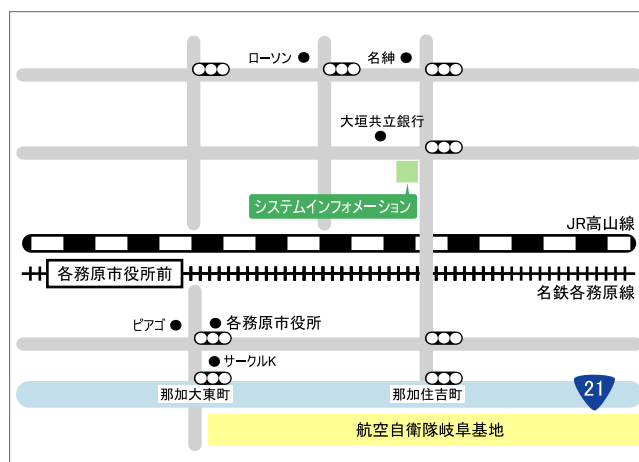 ローソン
名紳
大垣共立銀行
システムインフォメーション
JR高山線
各務原市役所前
名鉄各務原線
ピアゴ
各務原市役所
サークルK
那加大東町
那加住吉町
21
航空自衛隊岐阜基地